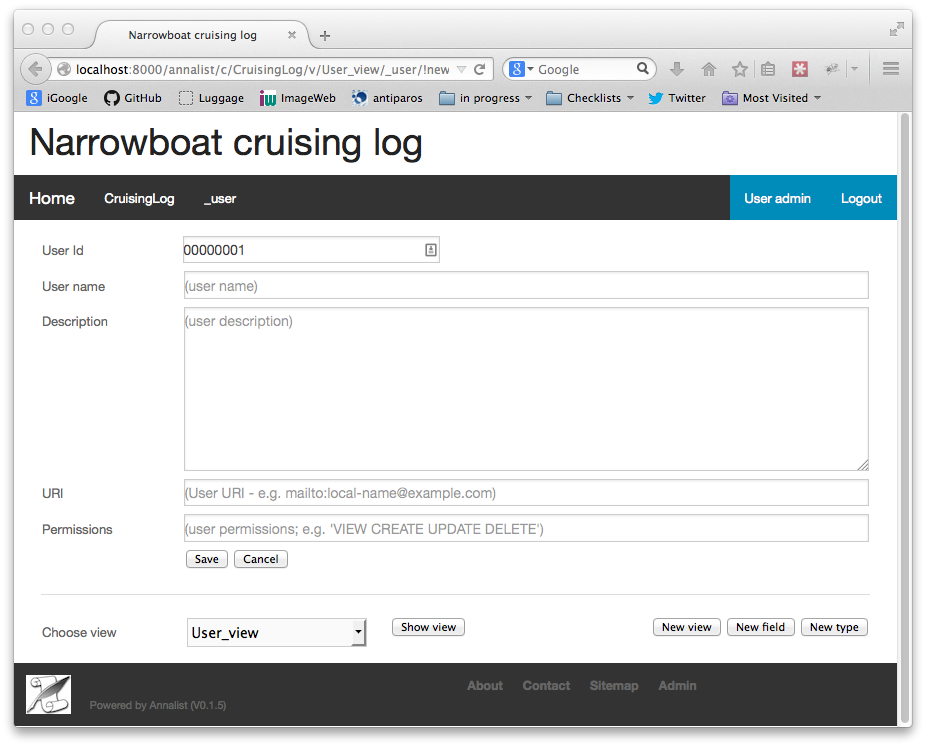 Narrowboat cruising log
localhost:8000/annalist/c/CruisingLog/v/User_view/_user/!new
8 Google
8 iGoogle GitHub Luggage iw ImageWeb antiparos in progress Checklists Twitter Most Visited
Narrowboat cruising log
Home CruisingLog _user User admin Logout
User Id 00000001
User name (user name)
Description (user description)
URI (User URI - e.g. mailto:local-name@example.com)
Permissions (user permissions; e.g. 'VIEW CREATE UPDATE DELETE')
Save Cancel
Choose view User_view Show view New view New field New type
About Contact Sitemap Admin
Powered by Annalist (V0.1.5)